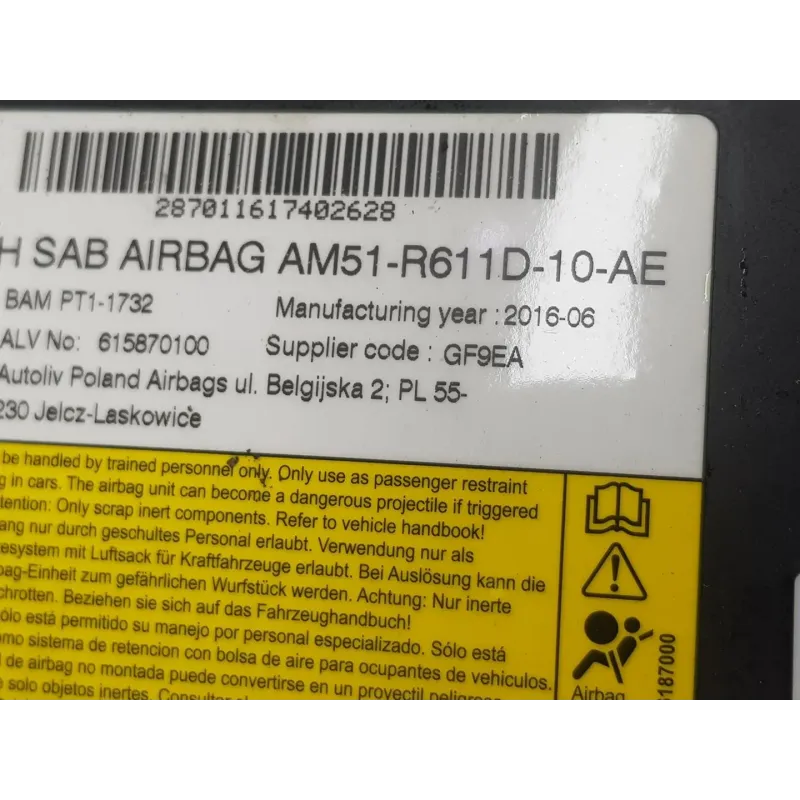 287011617402628
H SAB AIRBAG AM51-R611D-10-AE
BAM PT1-1732 Manufacturing year : 2016-06
ALV No: 615870100 Supplier code : GF9EA
Autoliv Poland Airbags ul. Belgijska 2; PL 55-
230 Jelcz-Laskowice
be handled by trained personnel only. Only use as passenger restraint
g in cars. The airbag unit can become a dangerous projectile if triggered
tention: Only scrap inert components. Refer to vehicle handbook!
ang nur durch geschultes Personal erlaubt. Verwendung nur als
esystem mit Luftsack für Kraftfahrzeuge erlaubt. Bei Auslösung kann die
bag-Einheit zum gefährlichen Wurfstück werden. Achtung: Nur inerte
chrotten. Beziehen sie sich auf das Fahrzeughandbuch!
ólo está permitido su manejo por personal especializado. Sólo está
omo sistema de retencion con bolsa de aire para ocupantes de vehículos.
d de airbag no montada puede convertirse en un proyectil peligroso
e solo objetos inertes. Consultar
Airbag
187000